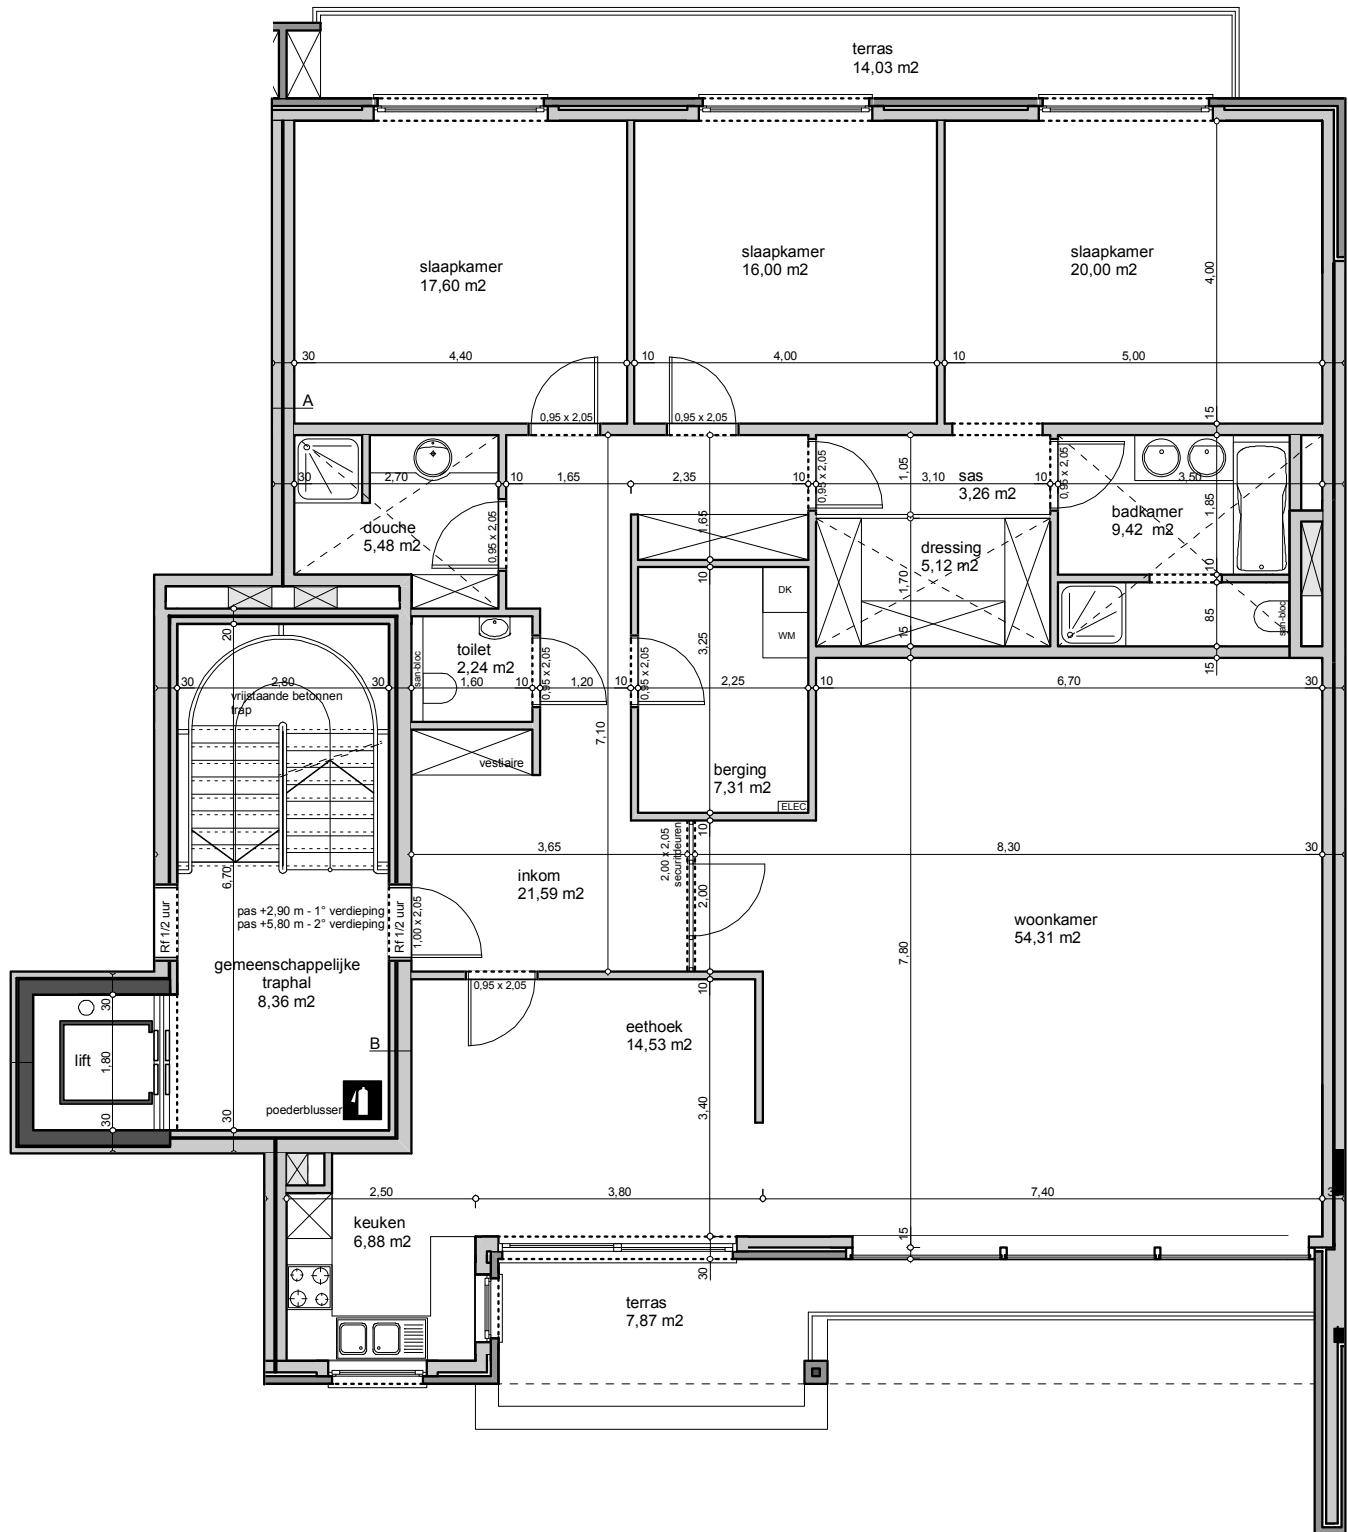 terras
14,03 m2
slaapkamer
17,60 m2
slaapkamer
16,00 m2
slaapkamer
20,00 m2
4,00
30
4,40
10
4,00
10
5,00
A
0,95 x 2,05
0,95 x 2,05
15
30
2,70
10
1,65
2,35
10
0,95 x 2,05
1,05
3,10
sas
3,26 m2
10
0,95 x 2,05
3,50
1,85
badkamer
9,42 m2
douche
5,48 m2
0,95 x 2,05
1,65
dressing
5,12 m2
1,70
10
10
DK
WM
15
85
san-bloc
15
20
toilet
2,24 m2
san-bloc
3,25
0,95 x 2,05
0,95 x 2,05
30
2,80
30
1,60
10
1,20
10
2,25
10
6,70
30
vrijstaande betonnen
trap
7,10
vestiaire
berging
7,31 m2
ELEC
10
2,00 x 2,05
securitdeuren
3,65
8,30
30
inkom
21,59 m2
6,70
2,00
Rf 1/2 uur
pas +2,90 m - 1° verdieping
pas +5,80 m - 2° verdieping
Rf 1/2 uur
1,00 x 2,05
woonkamer
54,31 m2
7,80
gemeenschappelijke
traphal
8,36 m2
0,95 x 2,05
10
30
lift
1,80
eethoek
14,53 m2
B
poederblusser
30
30
3,40
2,50
3,80
7,40
keuken
6,88 m2
15
30
terras
7,87 m2